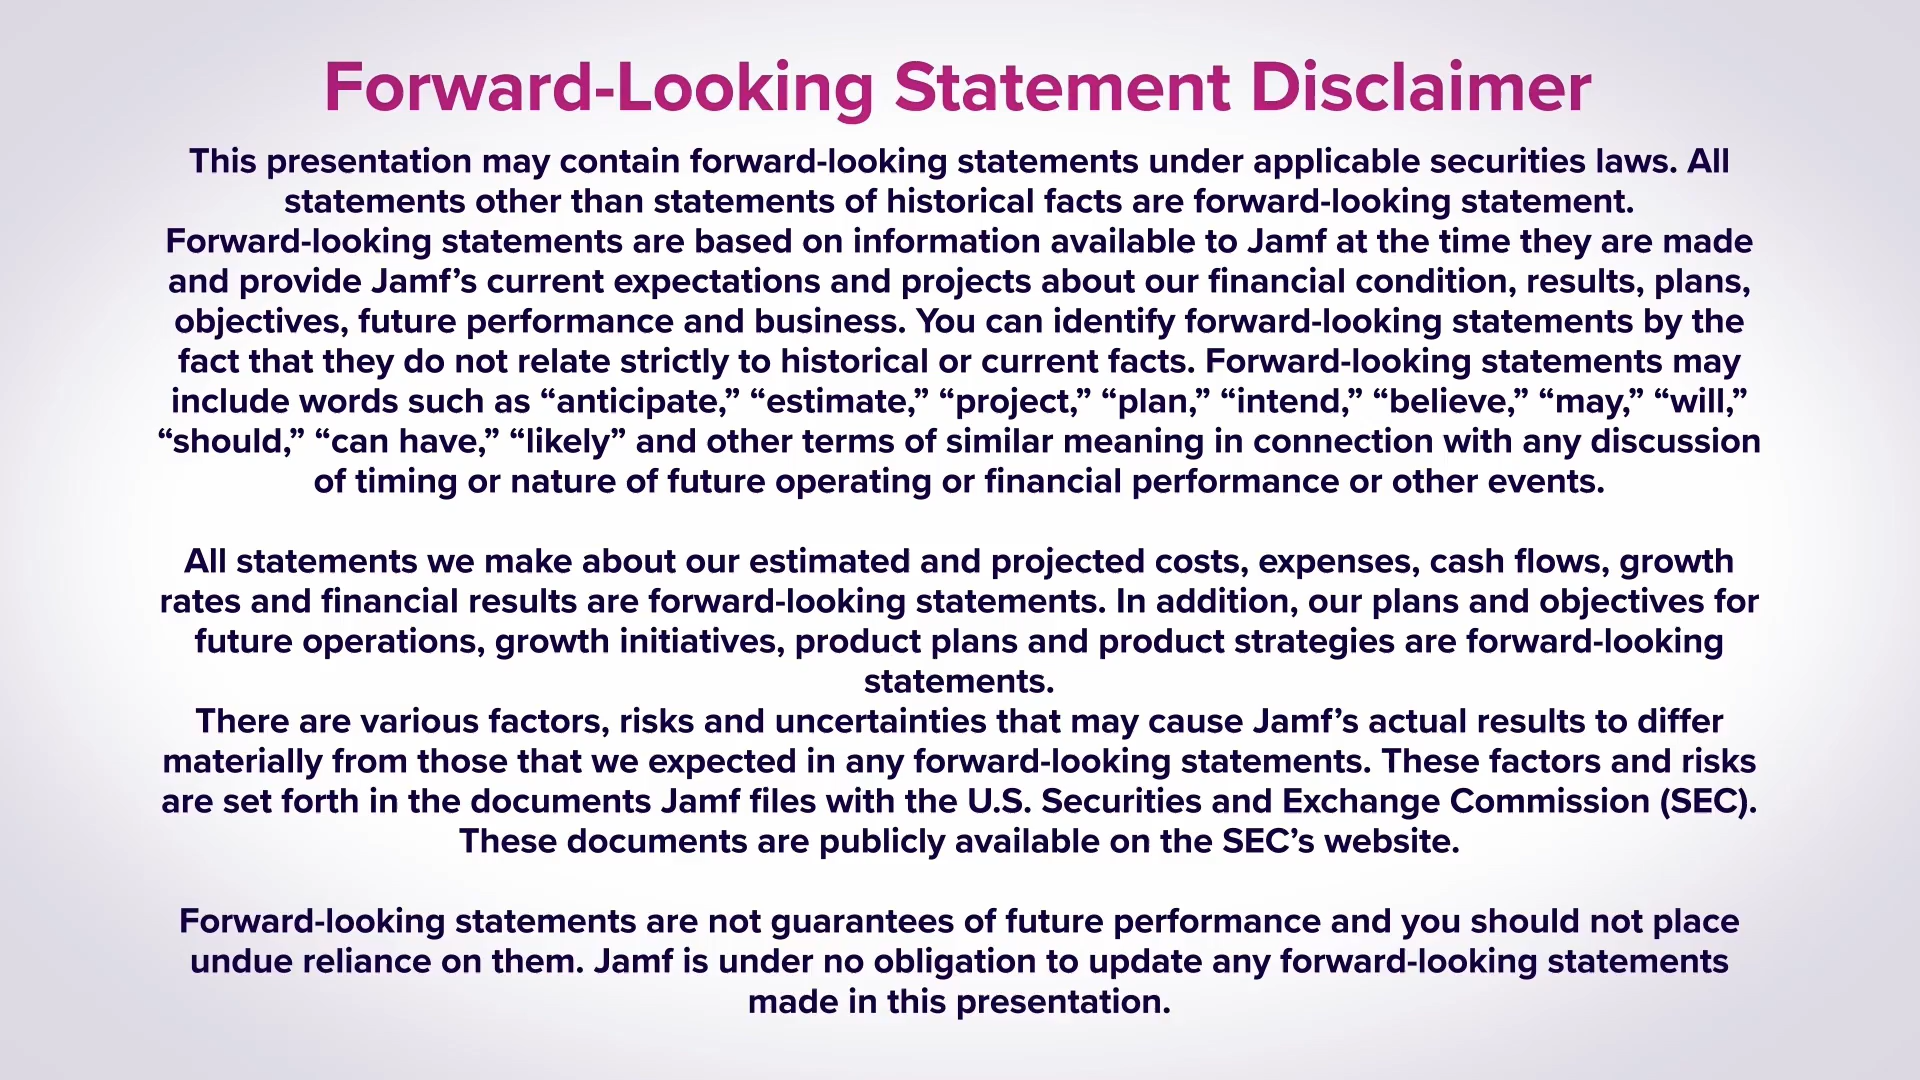 Forward-Looking Statement Disclaimer
This presentation may contain forward-looking statements under applicable securities laws. All
statements other than statements of historical facts are forward-looking statement.
Forward-looking statements are based on information available to Jamf at the time they are made
and provide Jamf’s current expectations and projects about our financial condition, results, plans,
objectives, future performance and business. You can identify forward-looking statements by the
fact that they do not relate strictly to historical or current facts. Forward-looking statements may
include words such as “anticipate,” “estimate,” “project,” “plan,” “intend,” “believe,” “may,” “will,”
“should,” “can have,” “likely” and other terms of similar meaning in connection with any discussion
of timing or nature of future operating or financial performance or other events.
All statements we make about our estimated and projected costs, expenses, cash flows, growth
rates and financial results are forward-looking statements. In addition, our plans and objectives for
future operations, growth initiatives, product plans and product strategies are forward-looking
statements.
There are various factors, risks and uncertainties that may cause Jamf’s actual results to differ
materially from those that we expected in any forward-looking statements. These factors and risks
are set forth in the documents Jamf files with the U.S. Securities and Exchange Commission (SEC).
These documents are publicly available on the SEC’s website.
Forward-looking statements are not guarantees of future performance and you should not place
undue reliance on them. Jamf is under no obligation to update any forward-looking statements
made in this presentation.